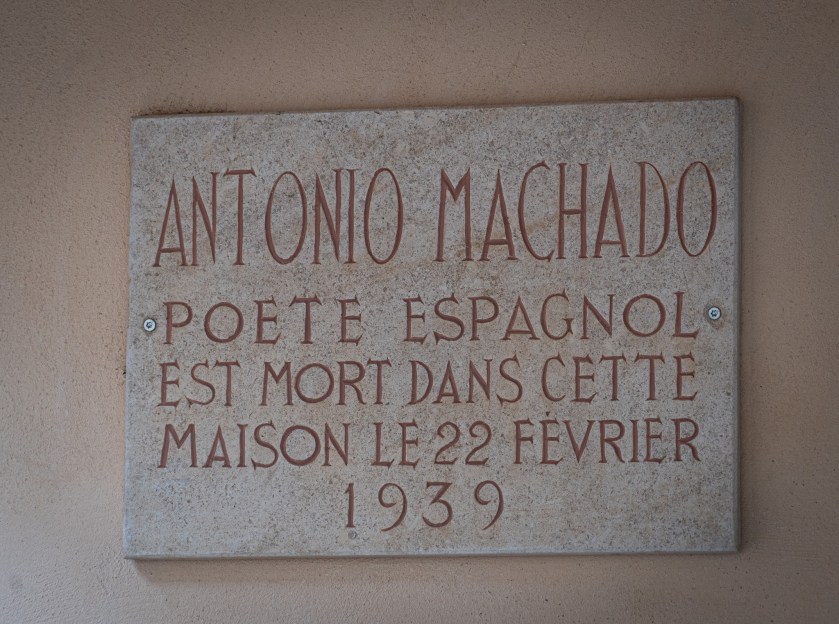 ANTONIO MACHADO
POETE ESPAGNOL
EST MORT DANS CETTE
MAISON LE 22 FÉVRIER
1939